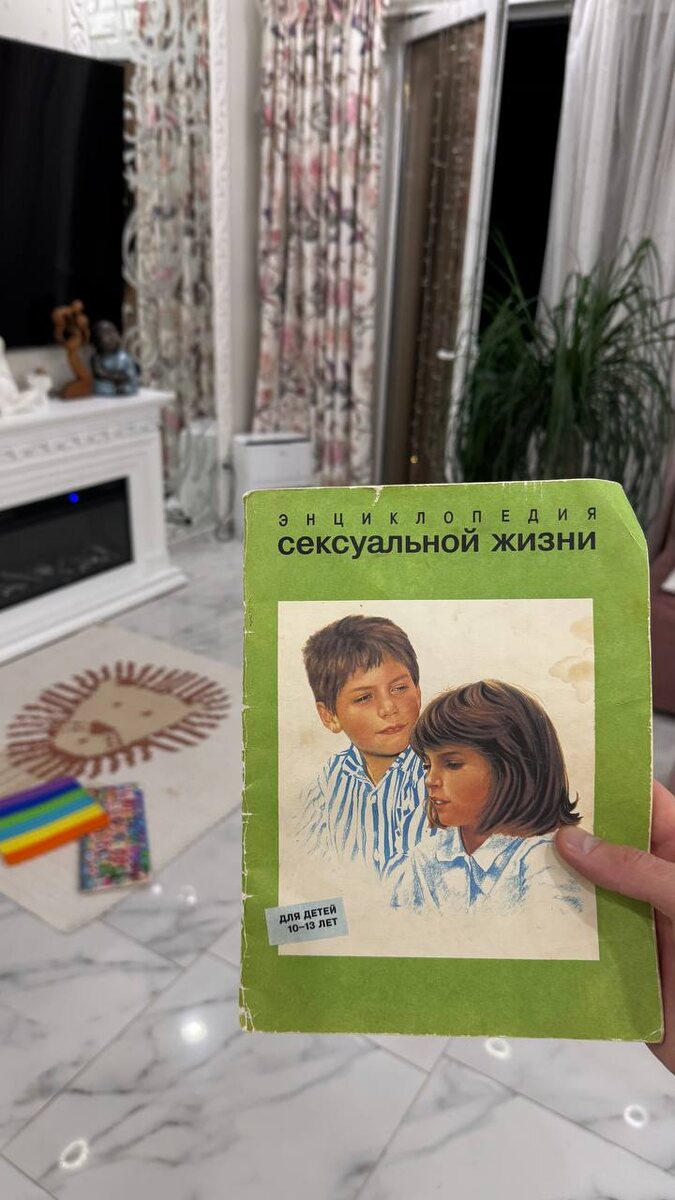 ЭНЦИКЛОПЕДИЯ
сексуальной жизни
ДЛЯ ДЕТЕЙ
10–13 ЛЕТ